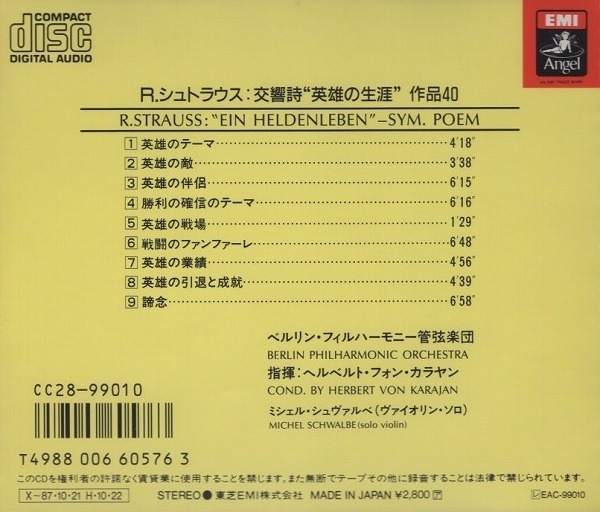 COMPACT
disc
DIGITAL AUDIO
EMI
Angel
AN EMI TRADE MARK
R.シュトラウス:交響詩“英雄の生涯” 作品40
R.STRAUSS: “EIN HELDENLEBEN”–SYM. POEM
1 英雄のテーマ 4'18"
2 英雄の敵 3'38"
3 英雄の伴侶 6'15"
4 勝利の確信のテーマ 6'16"
5 英雄の戦場 1'29"
6 戦闘のファンファーレ 6'48"
7 英雄の業績 4'56"
8 英雄の引退と成就 4'39"
9 諦念 6'58"
ベルリン・フィルハーモニー管弦楽団
BERLIN PHILHARMONIC ORCHESTRA
指揮:ヘルベルト・フォン・カラヤン
COND. BY HERBERT VON KARAJAN
ミシェル・シュヴァルベ(ヴァイオリン・ソロ)
MICHEL SCHWALBE (solo violin)
CC28–99010
T4988 006 60576 3
このCDを権利者の許諾なく賃貸業に使用することを禁じます。また無断でテープその他に録音することは法律で禁じられています。
X–87·10·21 H·10·22 STEREO ● 東芝EMI株式会社 MADE IN JAPAN ¥2,800 EAC-99010